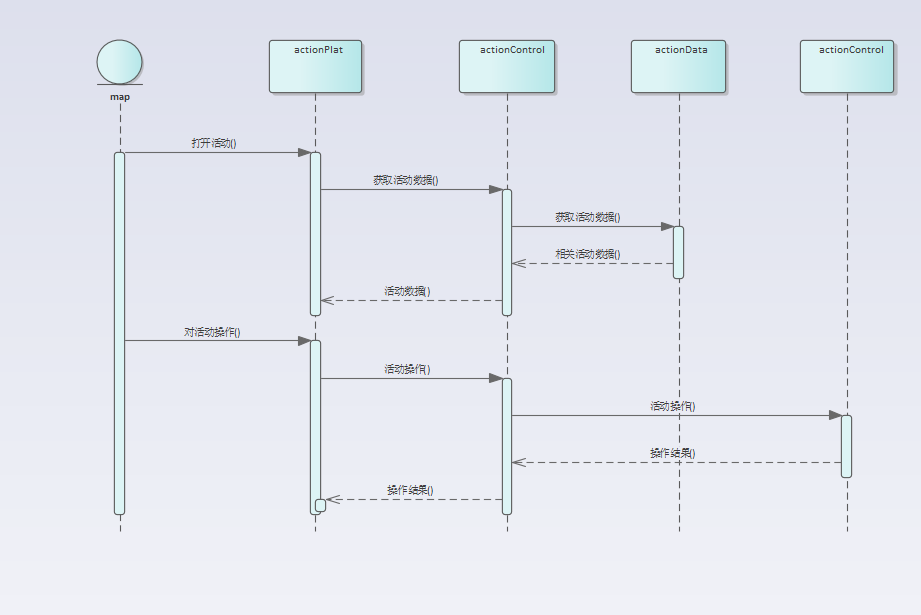 actionPlat
actionControl
actionData
actionControl
map
打开活动()
获取活动数据()
获取活动数据()
相关活动数据()
活动数据()
对活动操作()
活动操作()
活动操作()
操作结果()
操作结果()